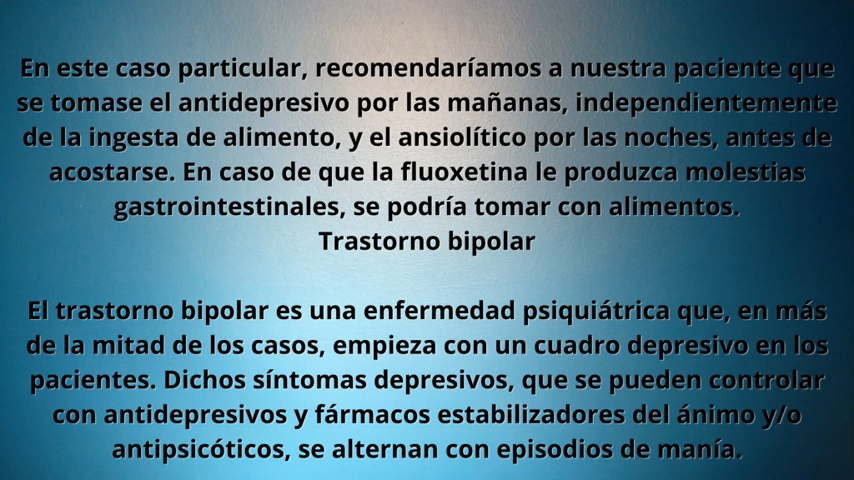 En este caso particular, recomendaríamos a nuestra paciente que
se tomase el antidepresivo por las mañanas, independientemente
de la ingesta de alimento, y el ansiolítico por las noches, antes de
acostarse. En caso de que la fluoxetina le produzca molestias
gastrointestinales, se podría tomar con alimentos.
Trastorno bipolar
El trastorno bipolar es una enfermedad psiquiátrica que, en más
de la mitad de los casos, empieza con un cuadro depresivo en los
pacientes. Dichos síntomas depresivos, que se pueden controlar
con antidepresivos y fármacos estabilizadores del ánimo y/o
antipsicóticos, se alternan con episodios de manía.